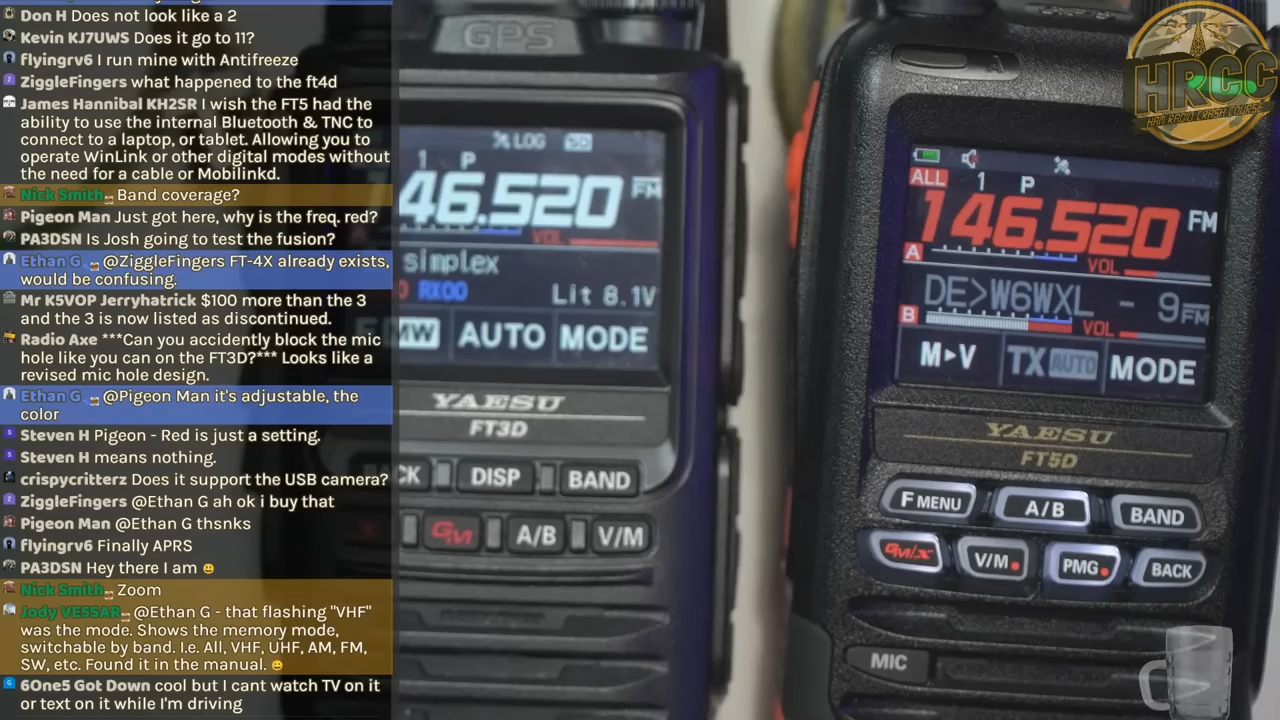 Don H Does not look like a 2
Kevin KJ7UWS Does it go to 11?
flyingrv6 I run mine with Antifreeze
ZiggleFingers what happened to the ft4d
James Hannibal KH2SR I wish the FT5 had the
ability to use the internal Bluetooth & TNC to
connect to a laptop, or tablet. Allowing you to
operate WinLink or other digital modes without
the need for a cable or Mobilinkd.
Nick Smith Band coverage?
Pigeon Man Just got here, why is the freq. red?
PA3DSN Is Josh going to test the fusion?
Ethan G @ZiggleFingers FT-4X already exists,
would be confusing.
Mr K5VOP Jerryhatrick $100 more than the 3
and the 3 is now listed as discontinued.
Radio Axe ***Can you accidently block the mic
hole like you can on the FT3D?*** Looks like a
revised mic hole design.
Ethan G @Pigeon Man it's adjustable, the
color
Steven H Pigeon - Red is just a setting.
Steven H means nothing.
crispycritterz Does it support the USB camera?
ZiggleFingers @Ethan G ah ok i buy that
Pigeon Man @Ethan G thsnks
flyingrv6 Finally APRS
PA3DSN Hey there I am 😀
Nick Smith Zoom
Jody VE5SAR @Ethan G - that flashing "VHF"
was the mode. Shows the memory mode,
switchable by band. I.e. All, VHF, UHF, AM, FM,
SW, etc. Found it in the manual. 😀
6One5 Got Down cool but I cant watch TV on it
or text on it while I'm driving
GPS
LOG
1 P
46.520 FM
VOL
simplex
RX00 Lit 8.1V
MW AUTO MODE
YAESU
FT3D
CK DISP BAND
X GM A/B V/M
A
ALL 1 P
146.520 FM
A VOL
DE>W6WXL - 9 FM
B VOL
M▶V TX AUTO MODE
YAESU
FT5D
F MENU A/B BAND
GM/X V/M PMG BACK
MIC
HRCC
HAM RADIO CRASH COURSE